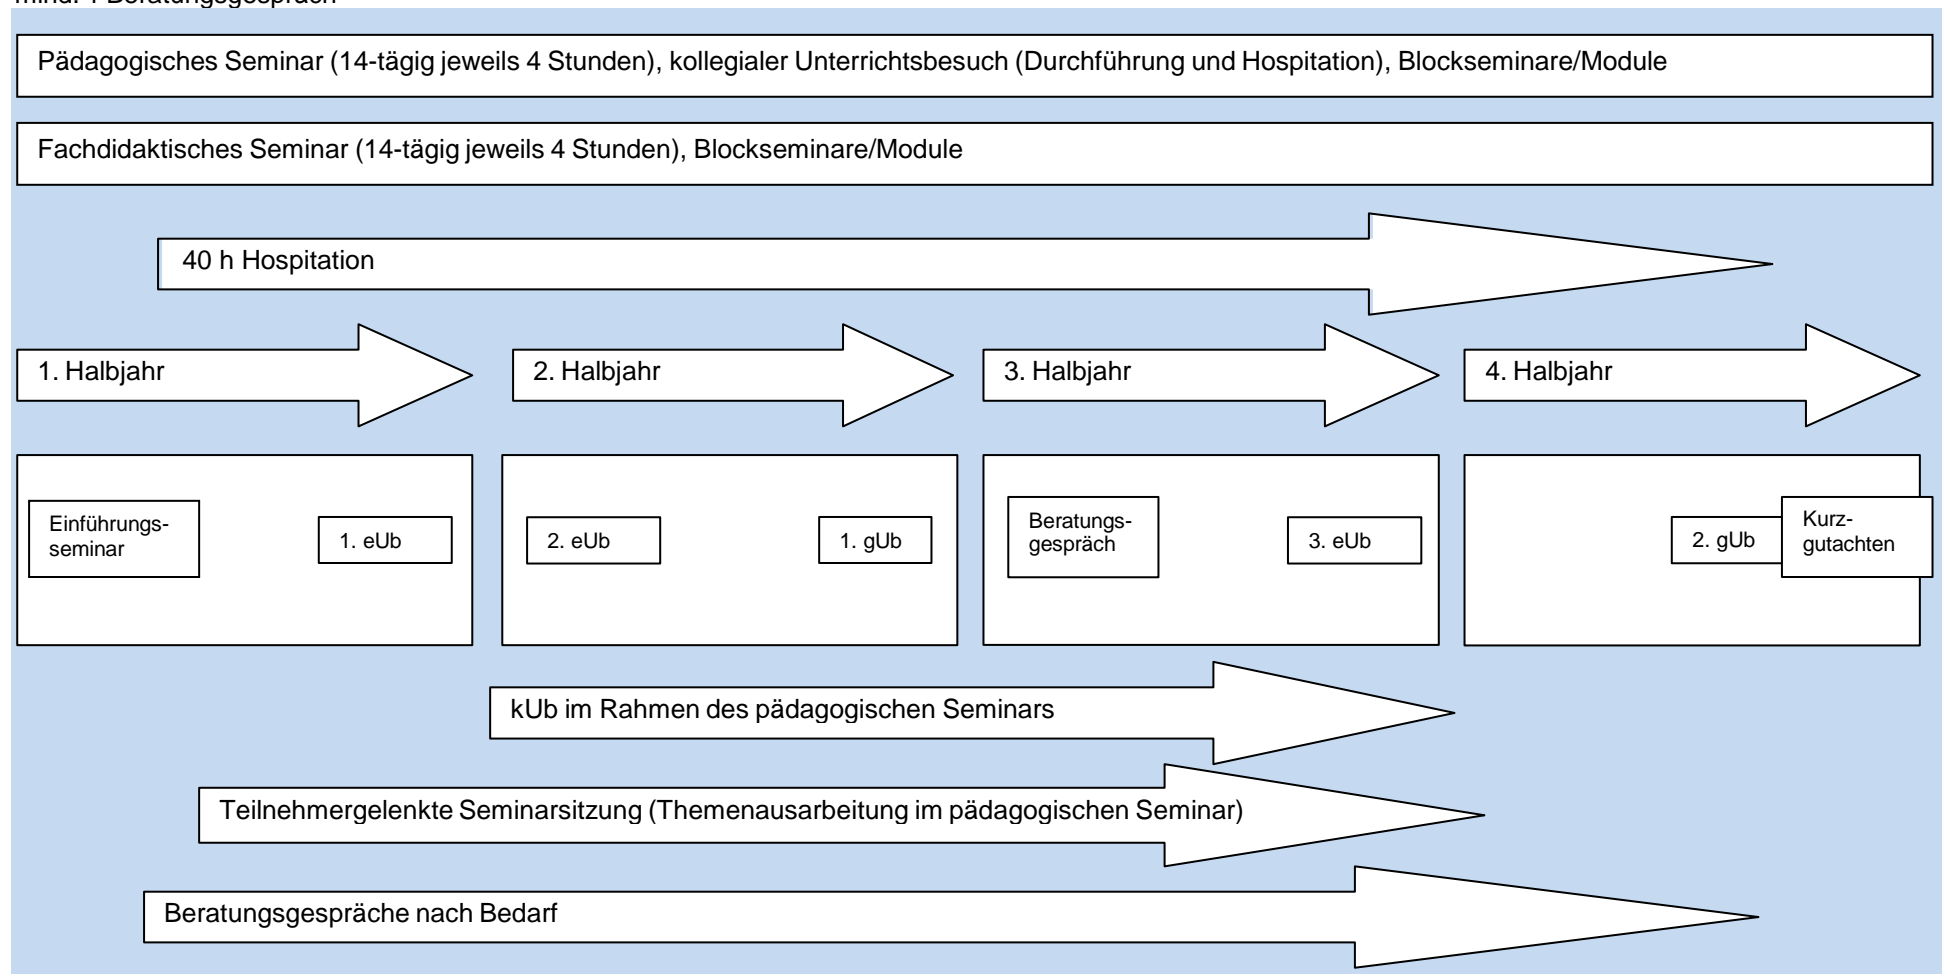 mind. 1 Beratungsgespräch
Pädagogisches Seminar (14-tägig jeweils 4 Stunden), kollegialer Unterrichtsbesuch (Durchführung und Hospitation), Blockseminare/Module
Fachdidaktisches Seminar (14-tägig jeweils 4 Stunden), Blockseminare/Module
40 h Hospitation
1. Halbjahr
2. Halbjahr
3. Halbjahr
4. Halbjahr
Einführungs-
seminar
1. eUb
2. eUb
1. gUb
Beratungs-
gespräch
3. eUb
2. gUb
Kurz-
gutachten
kUb im Rahmen des pädagogischen Seminars
Teilnehmergelenkte Seminarsitzung (Themenausarbeitung im pädagogischen Seminar)
Beratungsgespräche nach Bedarf